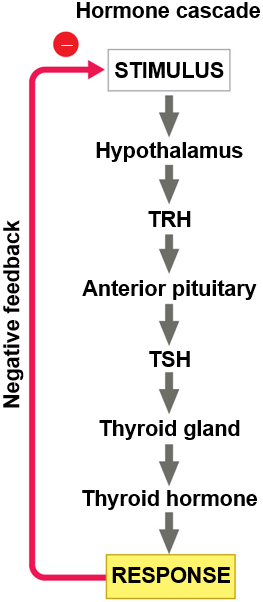 Hormone cascade
–
STIMULUS
Hypothalamus
TRH
Anterior pituitary
TSH
Thyroid gland
Thyroid hormone
RESPONSE
Negative feedback